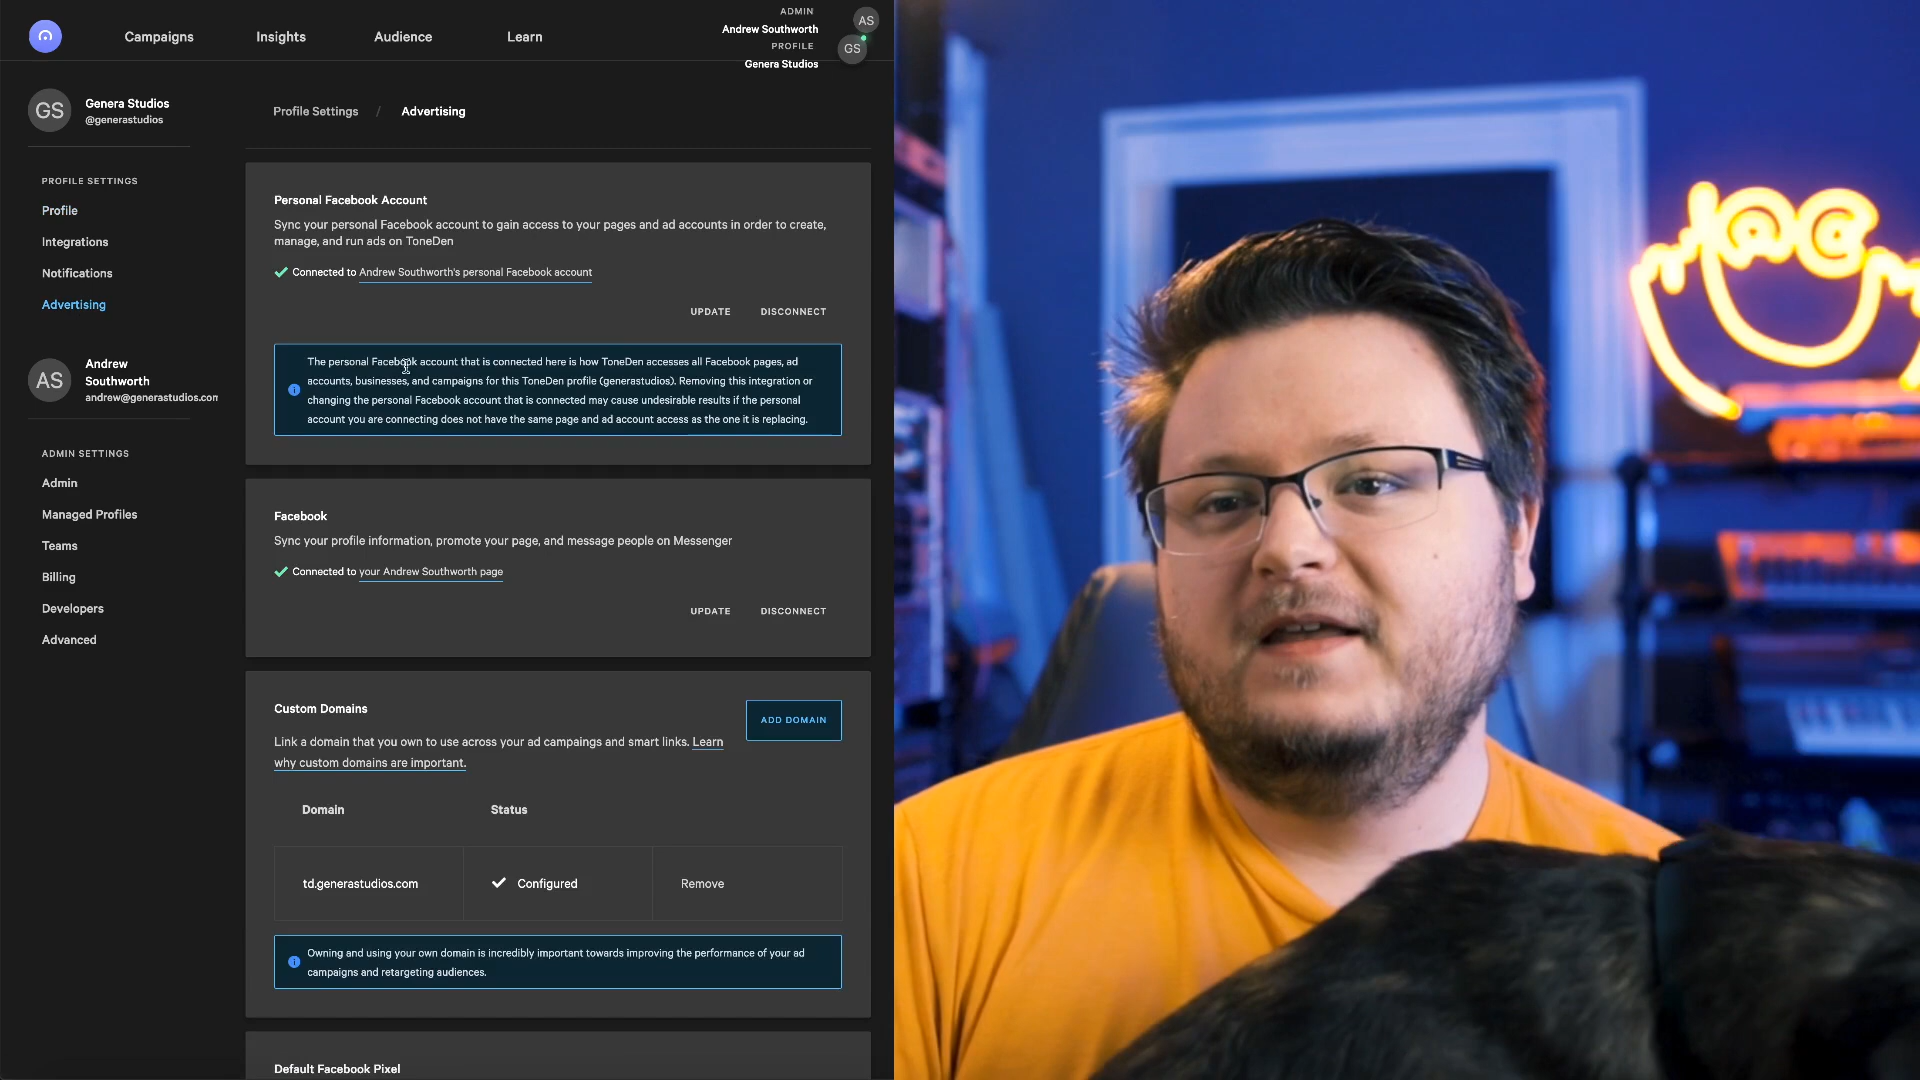 Campaigns
Insights
Audience
Learn
ADMIN
Andrew Southworth
PROFILE
Genera Studios
AS
GS
GS
Genera Studios
@generastudios
PROFILE SETTINGS
Profile
Integrations
Notifications
Advertising
AS
Andrew
Southworth
andrew@generastudios.com
ADMIN SETTINGS
Admin
Managed Profiles
Teams
Billing
Developers
Advanced
Profile Settings / Advertising
Personal Facebook Account
Sync your personal Facebook account to gain access to your pages and ad accounts in order to create,
manage, and run ads on ToneDen
Connected to Andrew Southworth's personal Facebook account
UPDATE DISCONNECT
The personal Facebook account that is connected here is how ToneDen accesses all Facebook pages, ad
accounts, businesses, and campaigns for this ToneDen profile (generastudios). Removing this integration or
changing the personal Facebook account that is connected may cause undesirable results if the personal
account you are connecting does not have the same page and ad account access as the one it is replacing.
Facebook
Sync your profile information, promote your page, and message people on Messenger
Connected to your Andrew Southworth page
UPDATE DISCONNECT
Custom Domains
ADD DOMAIN
Link a domain that you own to use across your ad campaings and smart links. Learn
why custom domains are important.
Domain Status
td.generastudios.com Configured Remove
Owning and using your own domain is incredibly important towards improving the performance of your ad
campaigns and retargeting audiences.
Default Facebook Pixel